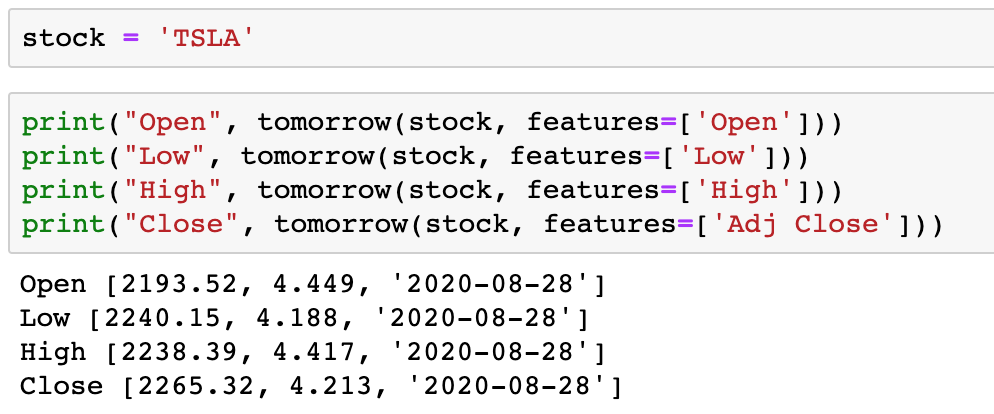 stock = 'TSLA'
print("Open", tomorrow(stock, features=['Open']))
print("Low", tomorrow(stock, features=['Low']))
print("High", tomorrow(stock, features=['High']))
print("Close", tomorrow(stock, features=['Adj Close']))
Open [2193.52, 4.449, '2020-08-28']
Low [2240.15, 4.188, '2020-08-28']
High [2238.39, 4.417, '2020-08-28']
Close [2265.32, 4.213, '2020-08-28']